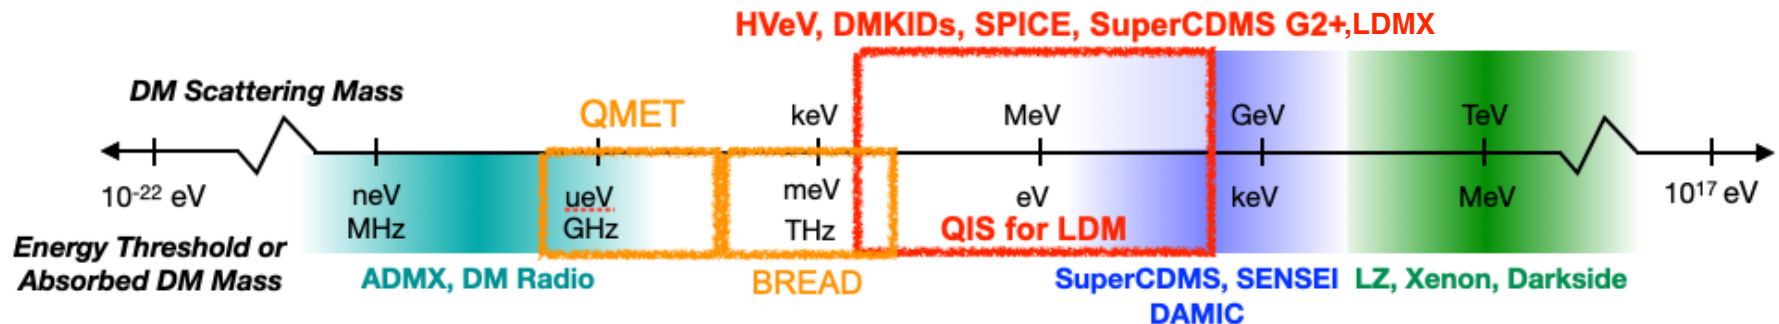 HVeV, DMKIDs, SPICE, SuperCDMS G2+,LDMX
DM Scattering Mass
QMET
keV
MeV
GeV
TeV
10-22 eV
neV
MHz
ueV
GHz
meV
THz
eV
keV
MeV
10^17 eV
QIS for LDM
Energy Threshold or
Absorbed DM Mass
ADMX, DM Radio
BREAD
SuperCDMS, SENSEI
DAMIC
LZ, Xenon, Darkside